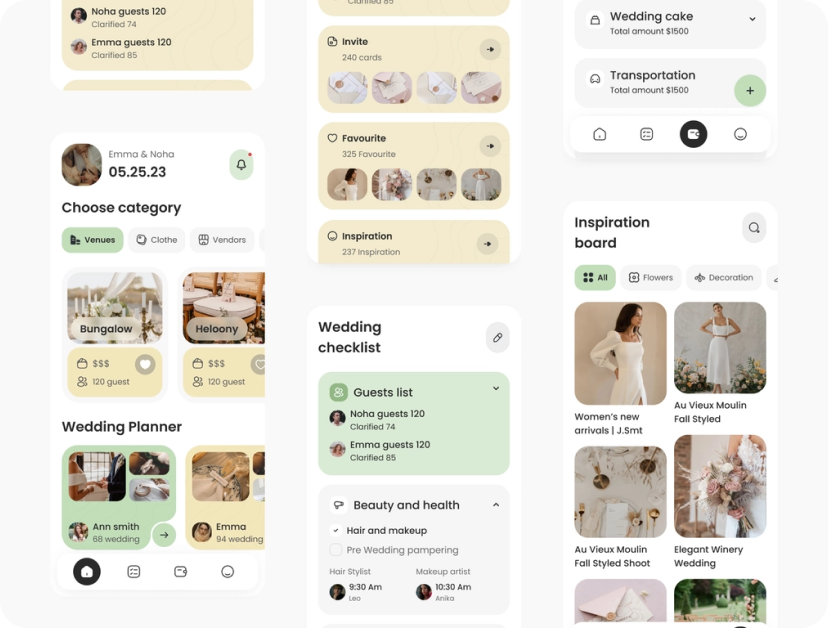 Noha guests 120
Clarified 74
Emma guests 120
Clarified 85
Emma & Noha
05.25.23
Choose category
Venues
Clothe
Vendors
Bungalow
Heloony
$$$
120 guest
$$$
120 guest
Wedding Planner
Ann smith
68 wedding
Emma
94 wedding
Clarified 85
Invite
240 cards
Favourite
325 Favourite
Inspiration
237 Inspiration
Wedding
checklist
Guests list
Noha guests 120
Clarified 74
Emma guests 120
Clarified 85
Beauty and health
Hair and makeup
Pre Wedding pampering
Hair Stylist
Makeup artist
9:30 Am
Leo
10:30 Am
Anika
Wedding cake
Total amount $1500
Transportation
Total amount $1500
Inspiration
board
All
Flowers
Decoration
Women's new
arrivals | J.Smt
Au Vieux Moulin
Fall Styled
Au Vieux Moulin
Fall Styled Shoot
Elegant Winery
Wedding